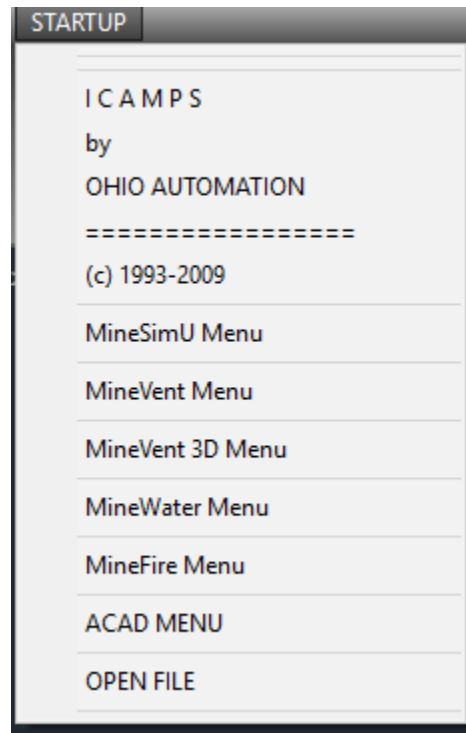 STARTUP
I C A M P S
by
OHIO AUTOMATION
=================
(c) 1993-2009
MineSimU Menu
MineVent Menu
MineVent 3D Menu
MineWater Menu
MineFire Menu
ACAD MENU
OPEN FILE